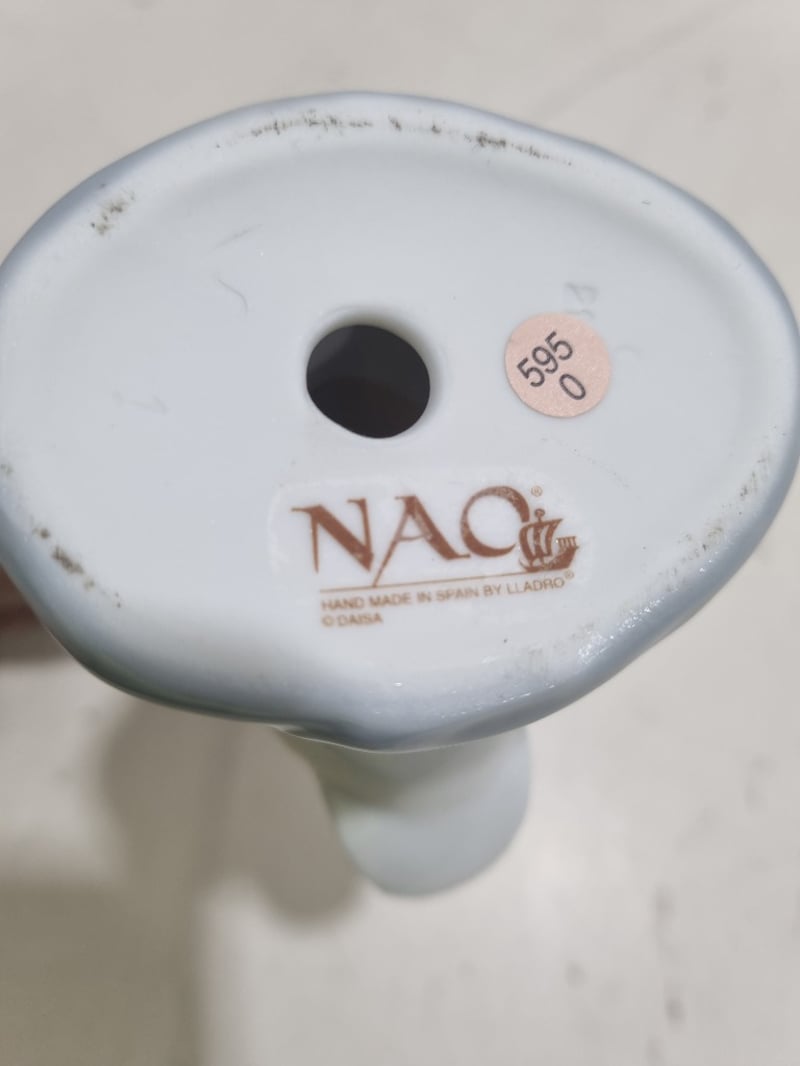 595
0
NAO®
HAND MADE IN SPAIN BY LLADRO®
© DAISA